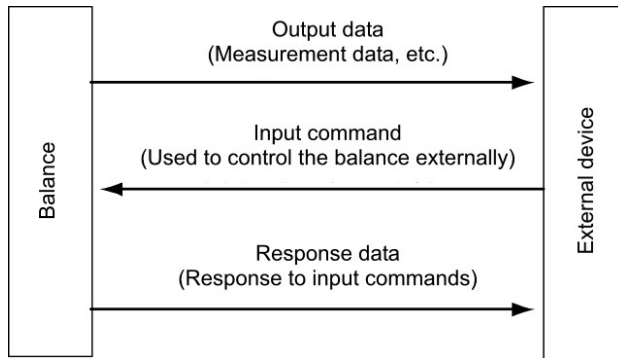 Output data
(Measurement data, etc.)
Input command
(Used to control the balance externally)
Response data
(Response to input commands)
Balance
External device